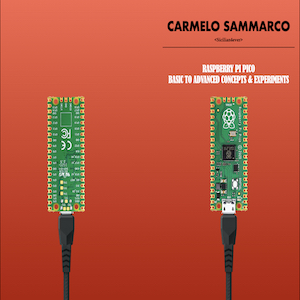 CARMELO SAMMARCO
RASPBERRY PI PICO
BASIC TO ADVANCED CONCEPTS & EXPERIMENTS